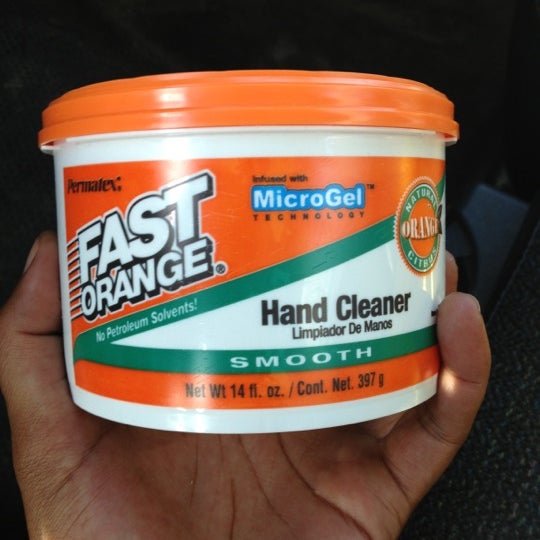 Permatex®
Infused with
MicroGel™
TECHNOLOGY
FAST
ORANGE®
No Petroleum Solvents!
NATURAL
ORANGE
CITRUS
Hand Cleaner
Limpiador De Manos
SMOOTH
Net Wt 14 fl. oz. / Cont. Net. 397 g